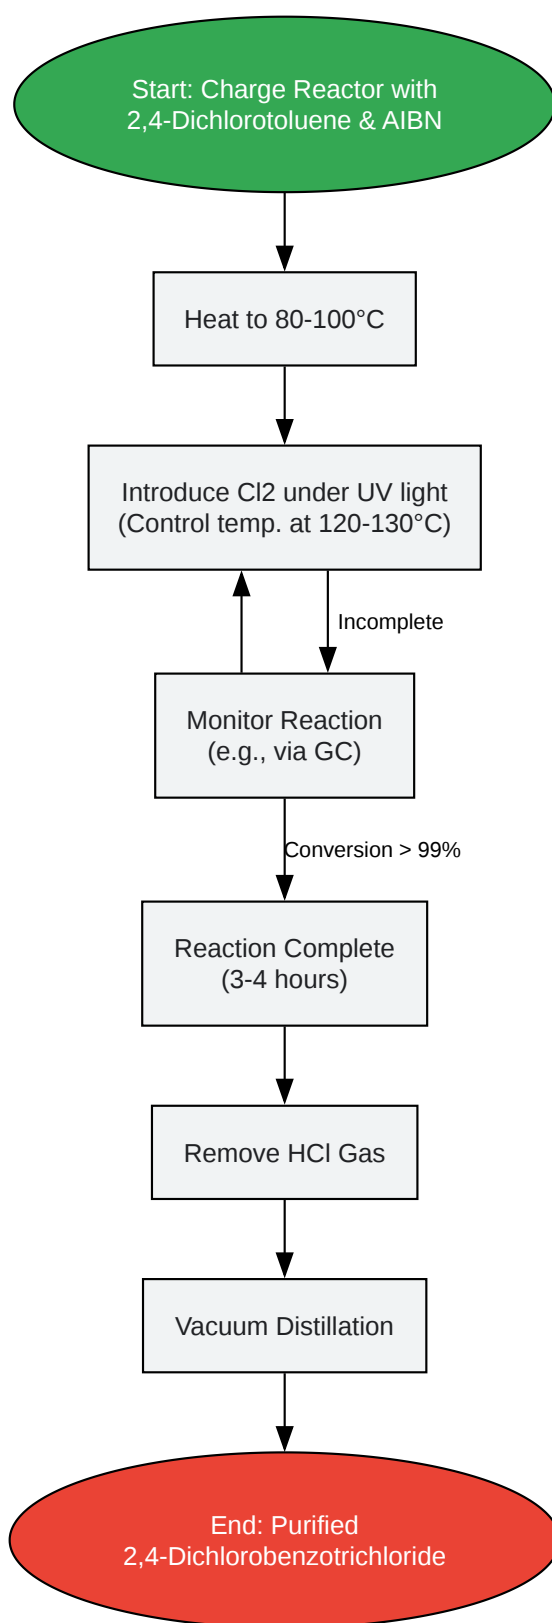 Start: Charge Reactor with
2,4-Dichlorotoluene & AIBN
Heat to 80-100°C
Introduce Cl2 under UV light
(Control temp. at 120-130°C)
Incomplete
Monitor Reaction
(e.g., via GC)
Conversion > 99%
Reaction Complete
(3-4 hours)
Remove HCl Gas
Vacuum Distillation
End: Purified
2,4-Dichlorobenzotrichloride